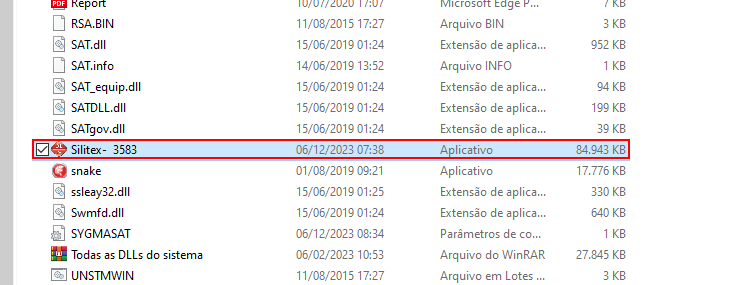 Report 10/07/2020 17:07 Microsoft Edge P... 7 KB
RSA.BIN 11/08/2015 17:27 Arquivo BIN 3 KB
SAT.dll 15/06/2019 01:24 Extensão de aplica... 952 KB
SAT.info 14/06/2019 13:52 Arquivo INFO 1 KB
SAT_equip.dll 15/06/2019 01:24 Extensão de aplica... 94 KB
SATDLL.dll 15/06/2019 01:24 Extensão de aplica... 199 KB
SATgov.dll 15/06/2019 01:24 Extensão de aplica... 39 KB
Silitex- 3583 06/12/2023 07:38 Aplicativo 84.943 KB
snake 01/08/2019 09:21 Aplicativo 17.776 KB
ssleay32.dll 15/06/2019 01:24 Extensão de aplica... 330 KB
Swmfd.dll 15/06/2019 01:24 Extensão de aplica... 640 KB
SYGMASAT 06/12/2023 08:34 Parâmetros de co... 1 KB
Todas as DLLs do sistema 06/02/2023 10:53 Arquivo do WinRAR 27.845 KB
UNSTMWIN 11/08/2015 17:27 Arquivo em Lotes ... 3 KB